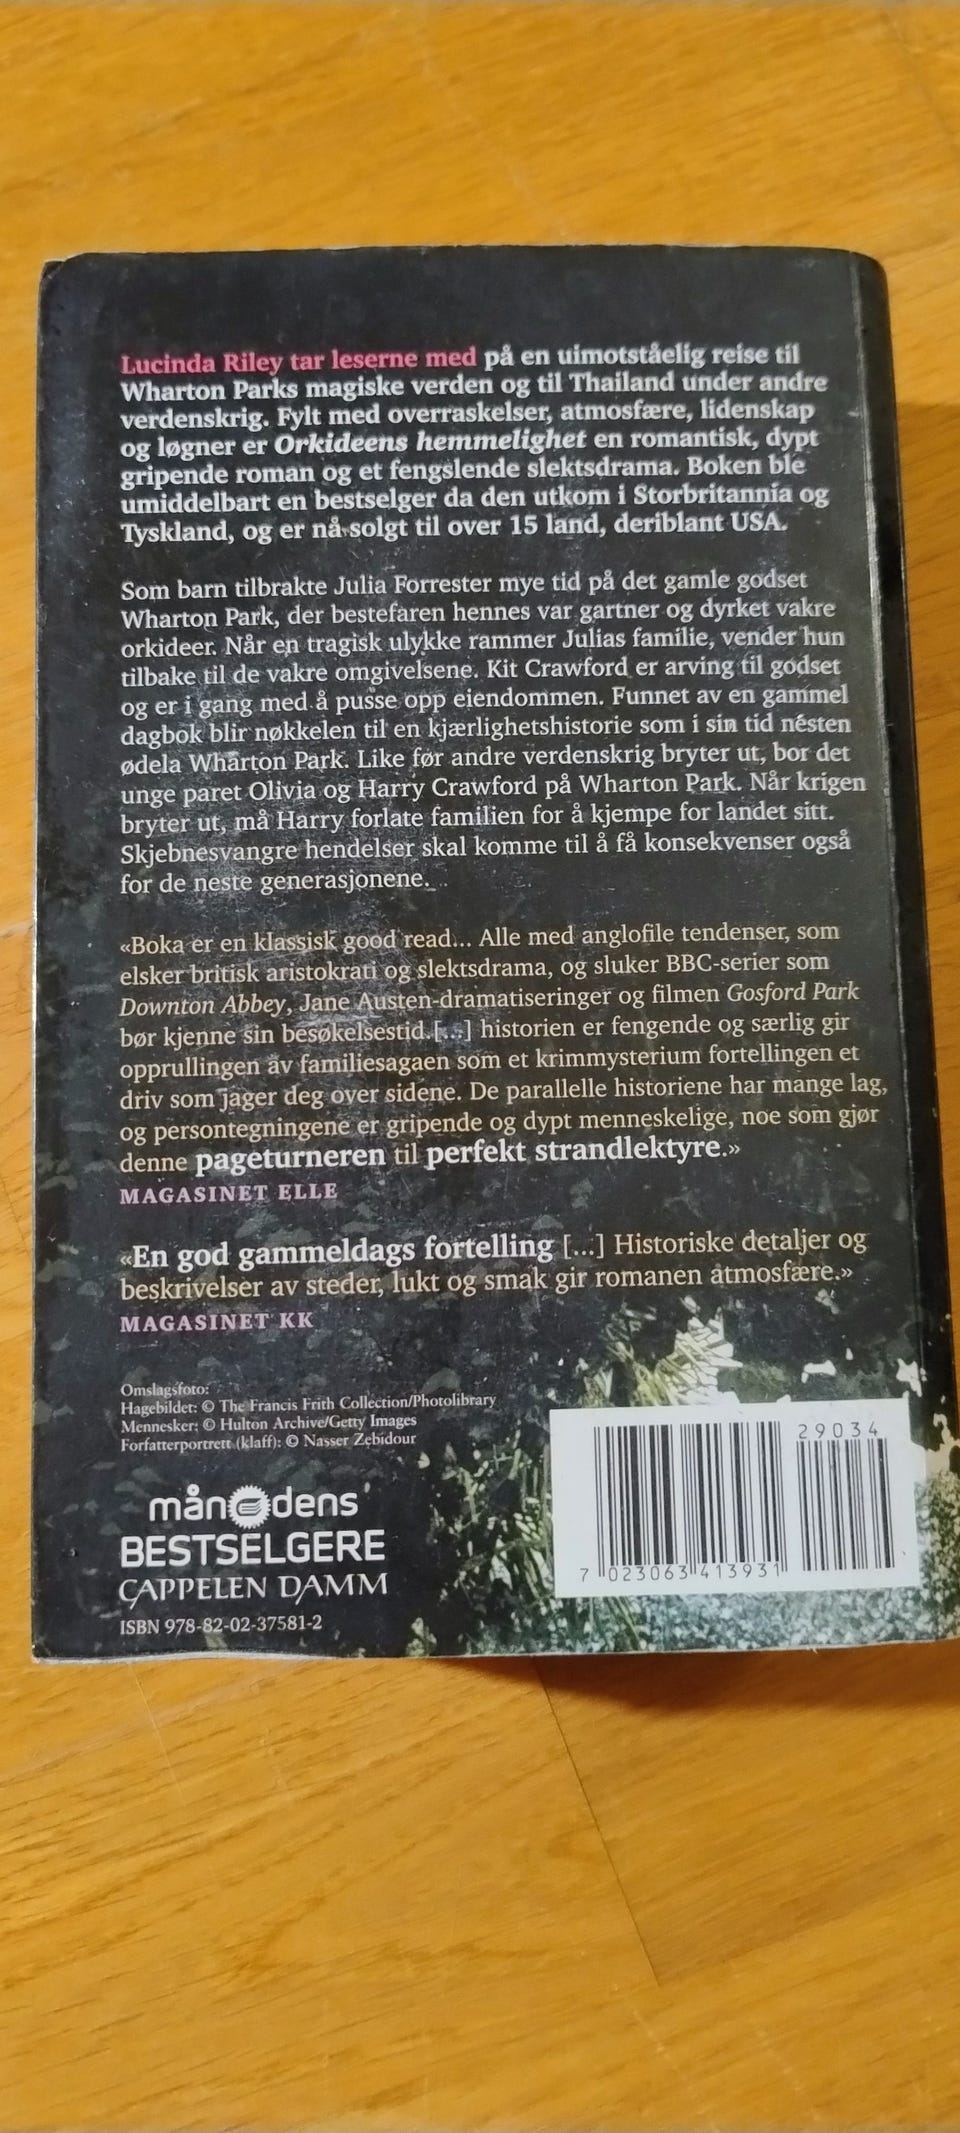 Lucinda Riley tar leserne med på en uimotståelig reise til
Wharton Parks magiske verden og til Thailand under andre
verdenskrig. Fylt med overraskelser, atmosfære, lidenskap
og løgner er Orkideens hemmelighet en romantisk, dypt
gripende roman og et fengslende slektsdrama. Boken ble
umiddelbart en bestselger da den utkom i Storbritannia og
Tyskland, og er nå solgt til over 15 land, deriblant USA.
Som barn tilbrakte Julia Forrester mye tid på det gamle godset
Wharton Park, der bestefaren hennes var gartner og dyrket vakre
orkideer. Når en tragisk ulykke rammer Julias familie, vender hun
tilbake til de vakre omgivelsene. Kit Crawford er arving til godset
og er i gang med å pusse opp eiendommen. Funnet av en gammel
dagbok blir nøkkelen til en kjærlighetshistorie som i sin tid nesten
ødela Wharton Park. Like før andre verdenskrig bryter ut, bor det
unge paret Olivia og Harry Crawford på Wharton Park. Når krigen
bryter ut, må Harry forlate familien for å kjempe for landet sitt.
Skjebnesvangre hendelser skal komme til å få konsekvenser også
for de neste generasjonene.
«Boka er en klassisk good read... Alle med anglofile tendenser, som
elsker britisk aristokrati og slektsdrama, og sluker BBC-serier som
Downton Abbey, Jane Austen-dramatiseringer og filmen Gosford Park
bør kjenne sin besøkelsestid.[...] historien er fengende og særlig gir
opprullingen av familiesagaen som et krimmysterium fortellingen et
driv som jager deg over sidene. De parallelle historiene har mange lag,
og persontegningene er gripende og dypt menneskelige, noe som gjør
denne pageturneren til perfekt strandlektyre.»
MAGASINET ELLE
«En god gammeldags fortelling [...] Historiske detaljer og
beskrivelser av steder, lukt og smak gir romanen atmosfære.»
MAGASINET KK
Omslagsfoto:
Hagebildet: © The Francis Frith Collection/Photolibrary
Mennesker: © Hulton Archive/Getty Images
Forfatterportrett (klaff): © Nasser Zebidour
månedens
BESTSELGERE
CAPPELEN DAMM
ISBN 978-82-02-37581-2
29034
7 023063 413931